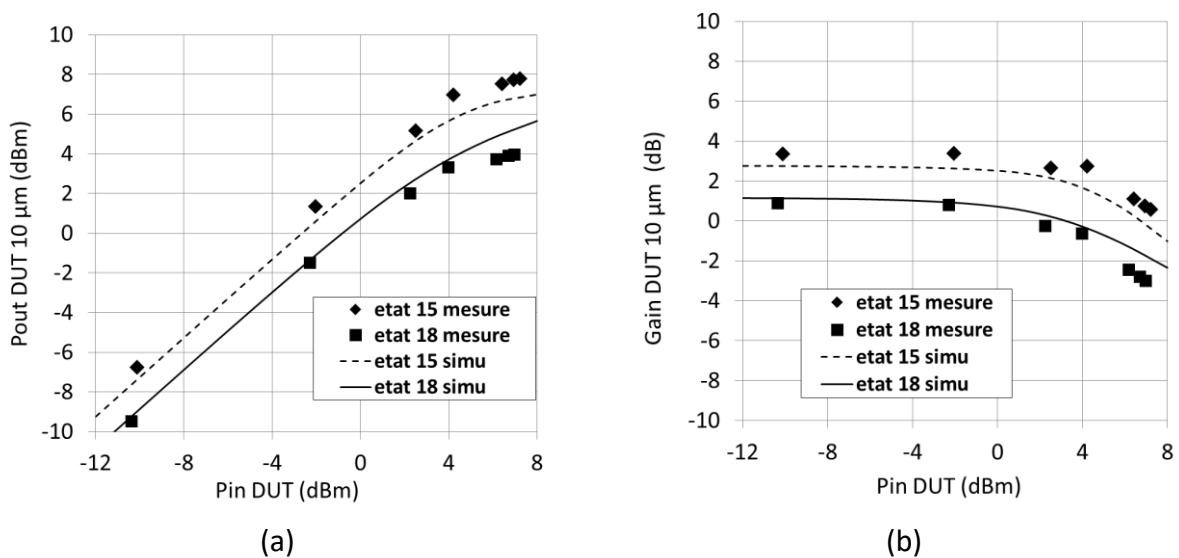 10
8
6
4
2
0
-2
-4
-6
-8
-10
Pout DUT 10 µm (dBm)
-12 -8 -4 0 4 8
Pin DUT (dBm)
etat 15 mesure
etat 18 mesure
etat 15 simu
etat 18 simu
(a)
10
8
6
4
2
0
-2
-4
-6
-8
-10
Gain DUT 10 µm (dB)
-12 -8 -4 0 4 8
Pin DUT (dBm)
etat 15 mesure
etat 18 mesure
etat 15 simu
etat 18 simu
(b)